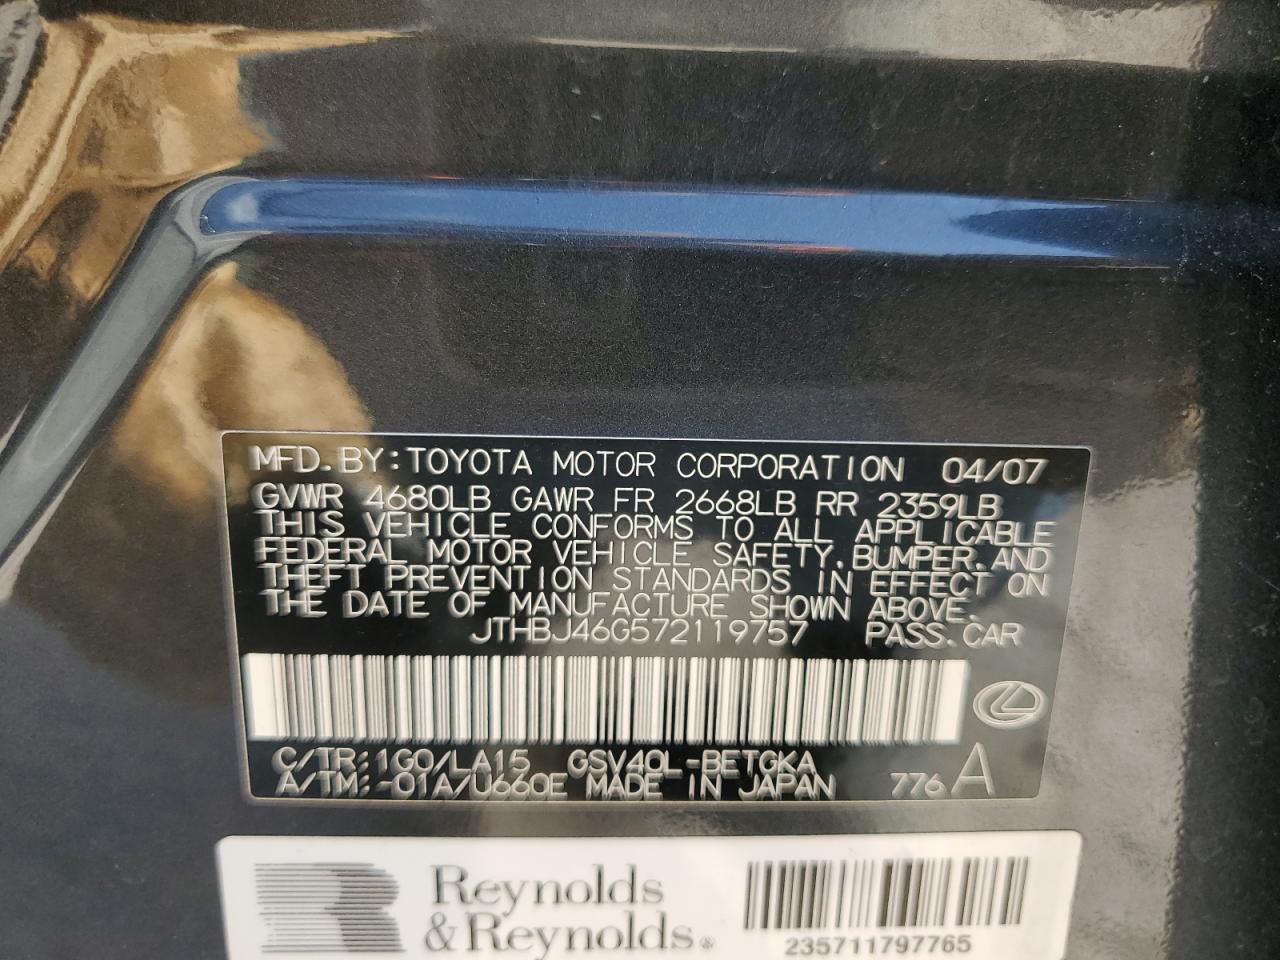 MFD. BY: TOYOTA MOTOR CORPORATION 04/07
GVWR 4680LB GAWR FR 2668LB RR 2359LB
THIS VEHICLE CONFORMS TO ALL APPLICABLE
FEDERAL MOTOR VEHICLE SAFETY, BUMPER, AND
THEFT PREVENTION STANDARDS IN EFFECT ON
THE DATE OF MANUFACTURE SHOWN ABOVE.
JTHBJ46G572119757 PASS. CAR
C/TR: 1G0/LA15 GSV40L-BETGKA
A/TM: -01A/U660E MADE IN JAPAN 776 A
Reynolds
& Reynolds®
235711797765